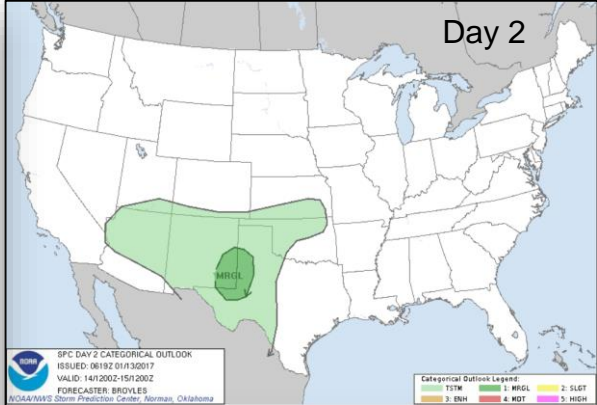 Day 2
MRGL
NOAA
SPC DAY 2 CATEGORICAL OUTLOOK
ISSUED: 0619Z 01/13/2017
VALID: 14/1200Z-15/1200Z
FORECASTER: BROYLES
NOAA/NWS Storm Prediction Center, Norman, Oklahoma
Categorical Outlook Legend:
TSTM 1: MRGL 2: SLGT
3: ENH 4: MDT 5: HIGH